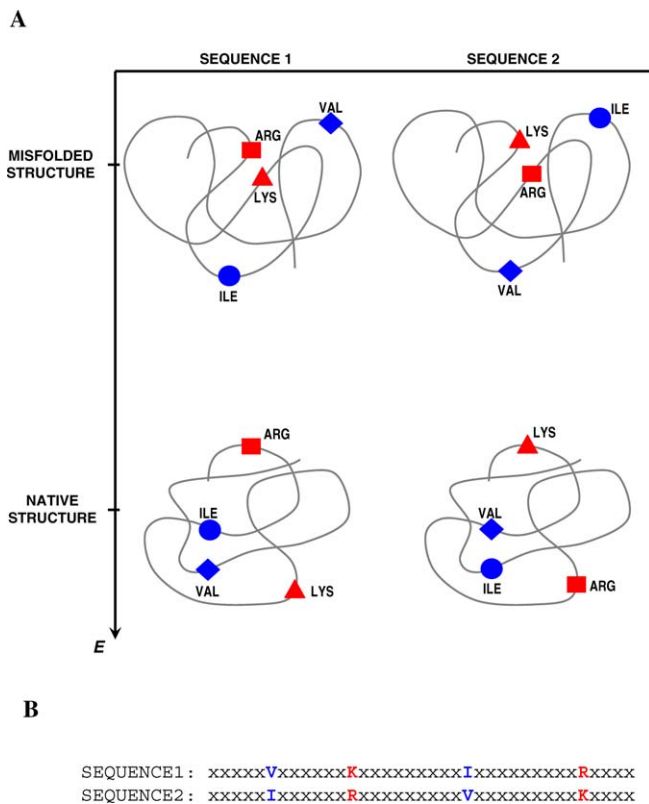 A
SEQUENCE 1
SEQUENCE 2
MISFOLDED
STRUCTURE
ARG
VAL
LYS
ILE
LYS
ILE
ARG
VAL
NATIVE
STRUCTURE
ARG
ILE
VAL
LYS
LYS
VAL
ILE
ARG
E
B
SEQUENCE1: xxxxxVxxxxxxKxxxxxxxxxIxxxxxxxxxRxxxx
SEQUENCE2: xxxxxIxxxxxxRxxxxxxxxxVxxxxxxxxxKxxxx